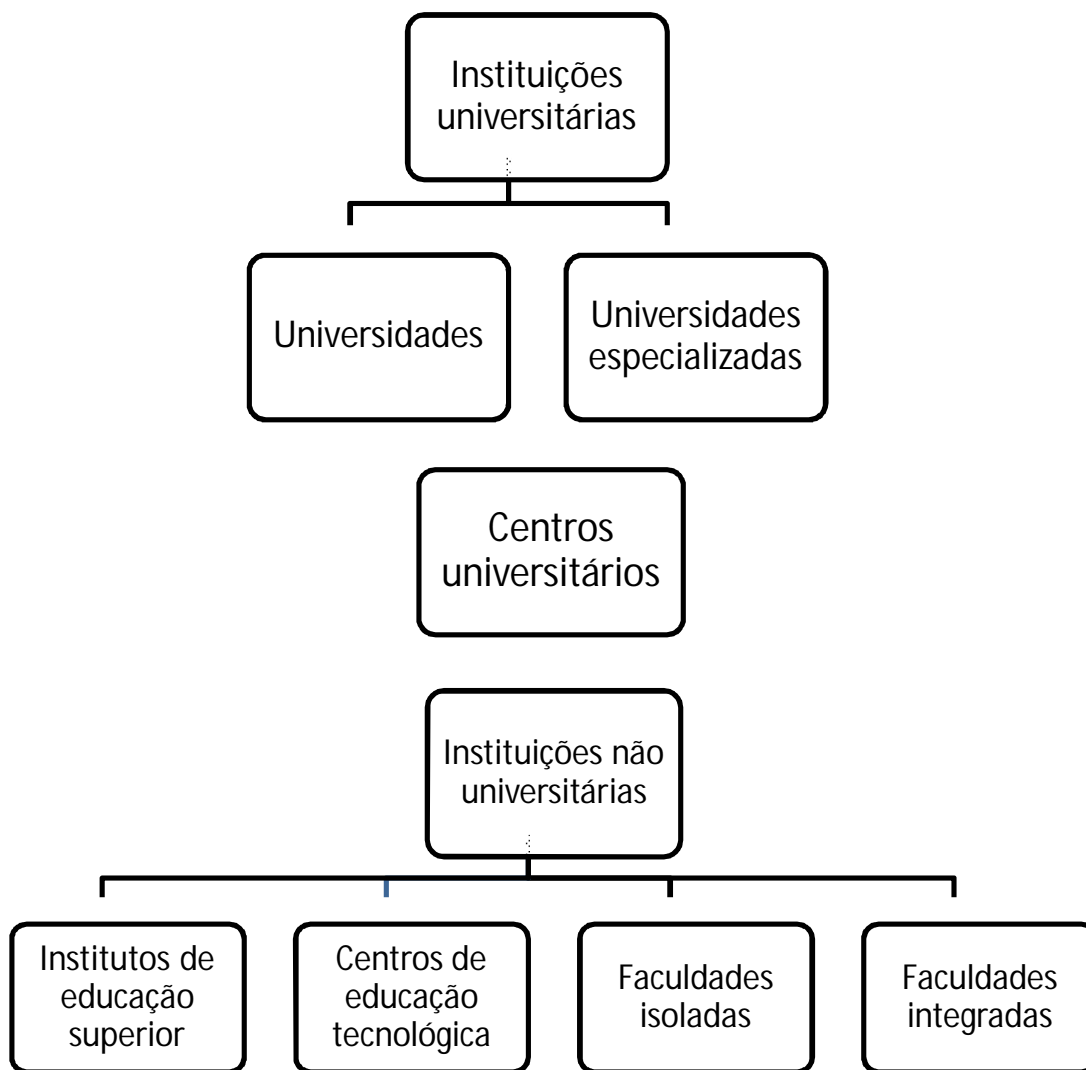 Instituições
universitárias
Universidades
Universidades
especializadas
Centros
universitários
Instituições não
universitárias
Institutos de
educação
superior
Centros de
educação
tecnológica
Faculdades
isoladas
Faculdades
integradas